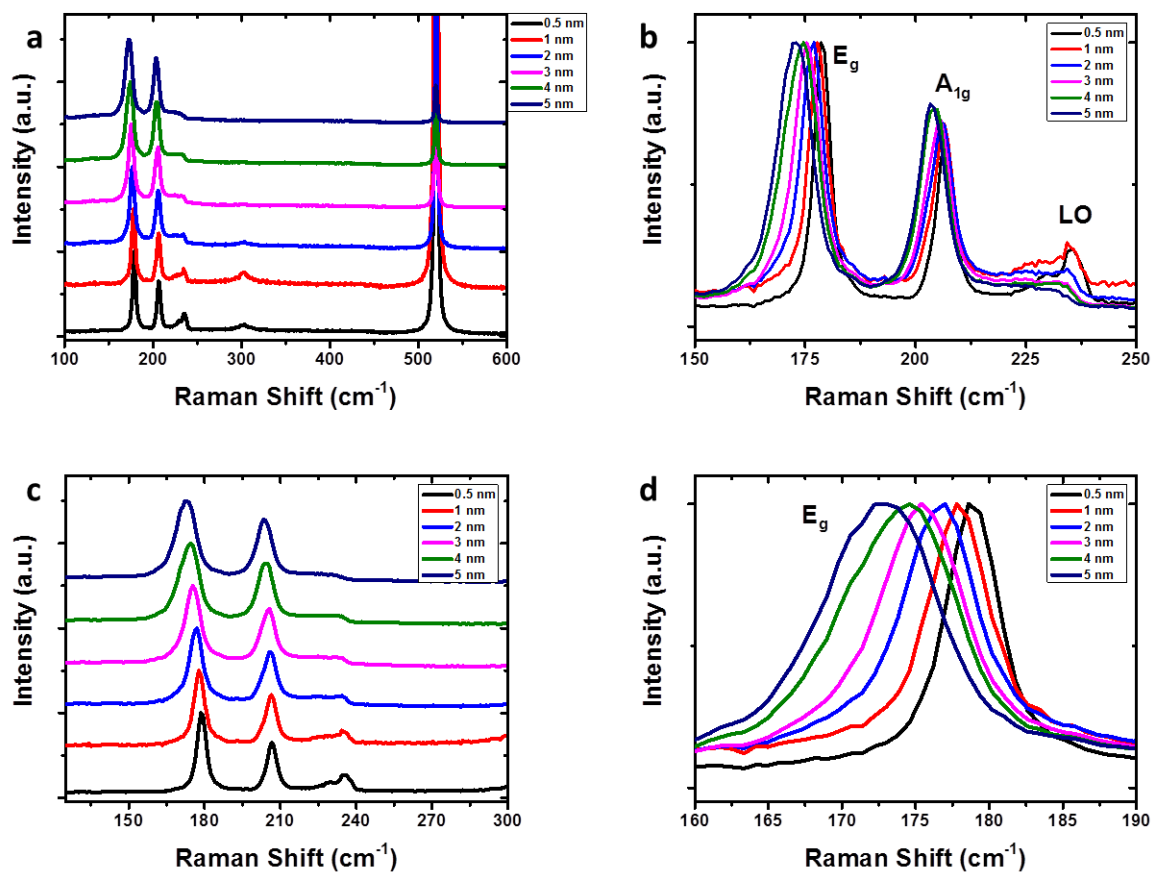 a
0.5 nm
1 nm
2 nm
3 nm
4 nm
5 nm
Intensity (a.u.)
100 200 300 400 500 600
Raman Shift (cm-1)
b
Eg
A1g
LO
0.5 nm
1 nm
2 nm
3 nm
4 nm
5 nm
Intensity (a.u.)
150 175 200 225 250
Raman Shift (cm-1)
c
0.5 nm
1 nm
2 nm
3 nm
4 nm
5 nm
Intensity (a.u.)
150 180 210 240 270 300
Raman Shift (cm-1)
d
Eg
0.5 nm
1 nm
2 nm
3 nm
4 nm
5 nm
Intensity (a.u.)
160 165 170 175 180 185 190
Raman Shift (cm-1)